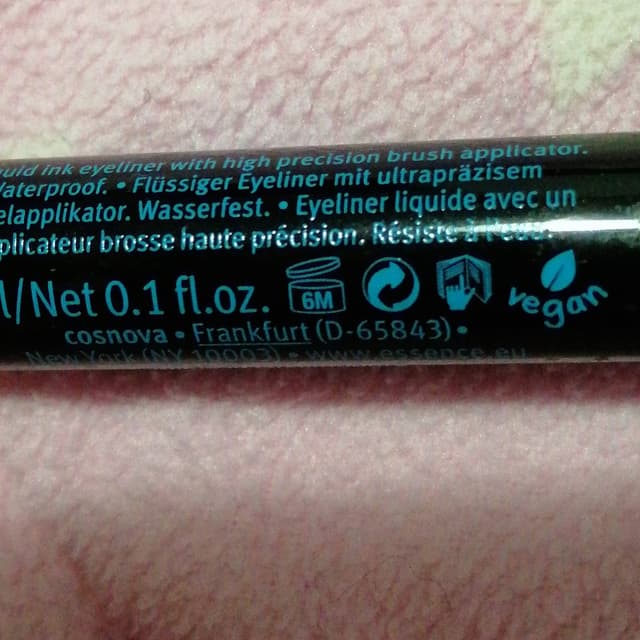 uid ink eyeliner with high precision brush applicator.
Waterproof. • Flüssiger Eyeliner mit ultrapräzisem
elapplikator. Wasserfest. • Eyeliner liquide avec un
plicateur brosse haute précision. Résiste à l'eau.
l/Net 0.1 fl.oz. 6M vegan
cosnova • Frankfurt (D-65843) •
New York (NY 10003) • www.essence.eu